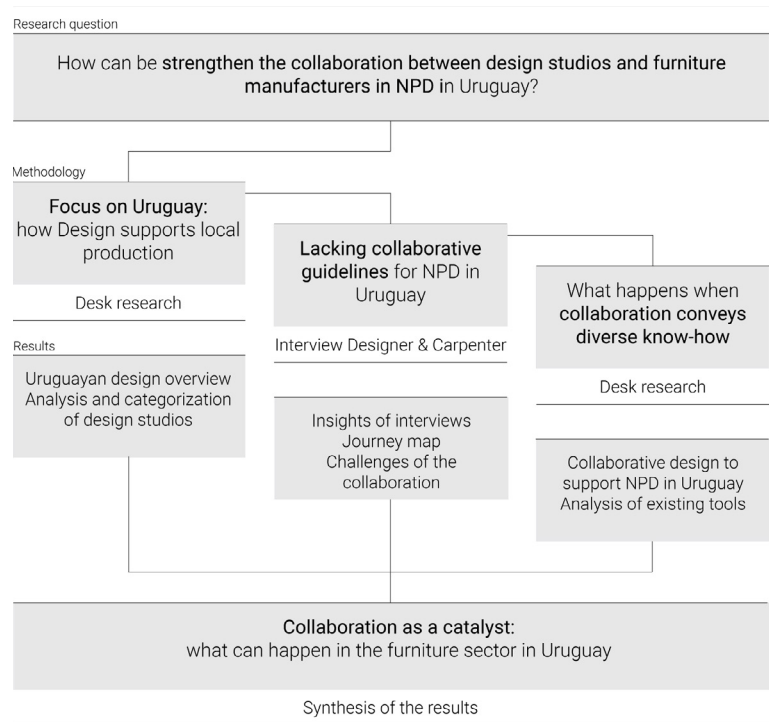 Research question
How can be strengthen the collaboration between design studios and furniture
manufacturers in NPD in Uruguay?
Methodology
Focus on Uruguay:
how Design supports local
production
Desk research
Lacking collaborative
guidelines for NPD in
Uruguay
Interview Designer & Carpenter
What happens when
collaboration conveys
diverse know-how
Desk research
Results
Uruguayan design overview
Analysis and categorization
of design studios
Insights of interviews
Journey map
Challenges of the
collaboration
Collaborative design to
support NPD in Uruguay
Analysis of existing tools
Collaboration as a catalyst:
what can happen in the furniture sector in Uruguay
Synthesis of the results